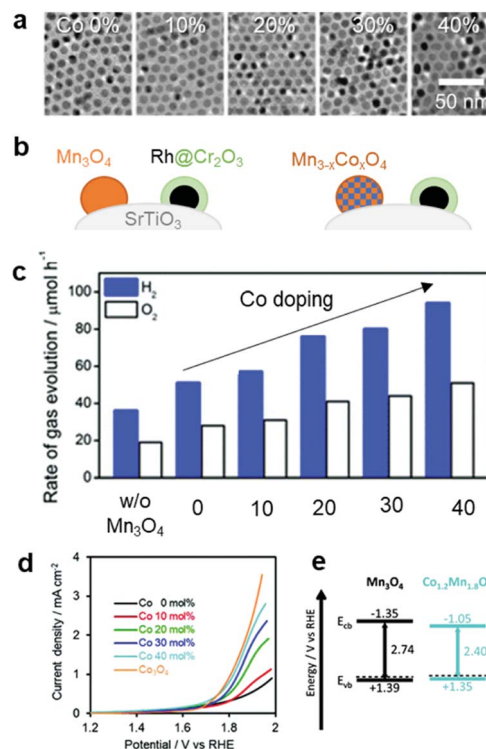 a
Co 0% 10% 20% 30% 40%
50 nm
b
Mn3O4 Rh@Cr2O3 Mn3-xCoxO4
SrTiO3
c
Rate of gas evolution / μmol h-1
100
80
60
40
20
0
H2
O2
Co doping
w/o Mn3O4 0 10 20 30 40
d
Current density / mA cm-2
4
3
2
1
0
Co 0 mol%
Co 10 mol%
Co 20 mol%
Co 30 mol%
Co 40 mol%
Co3O4
1.2 1.4 1.6 1.8 2
Potential / V vs RHE
e
Energy / V vs RHE
Mn3O4 Co1.2Mn1.8O
Ecb -1.35 -1.05
2.74 2.40
Evb +1.39 +1.35